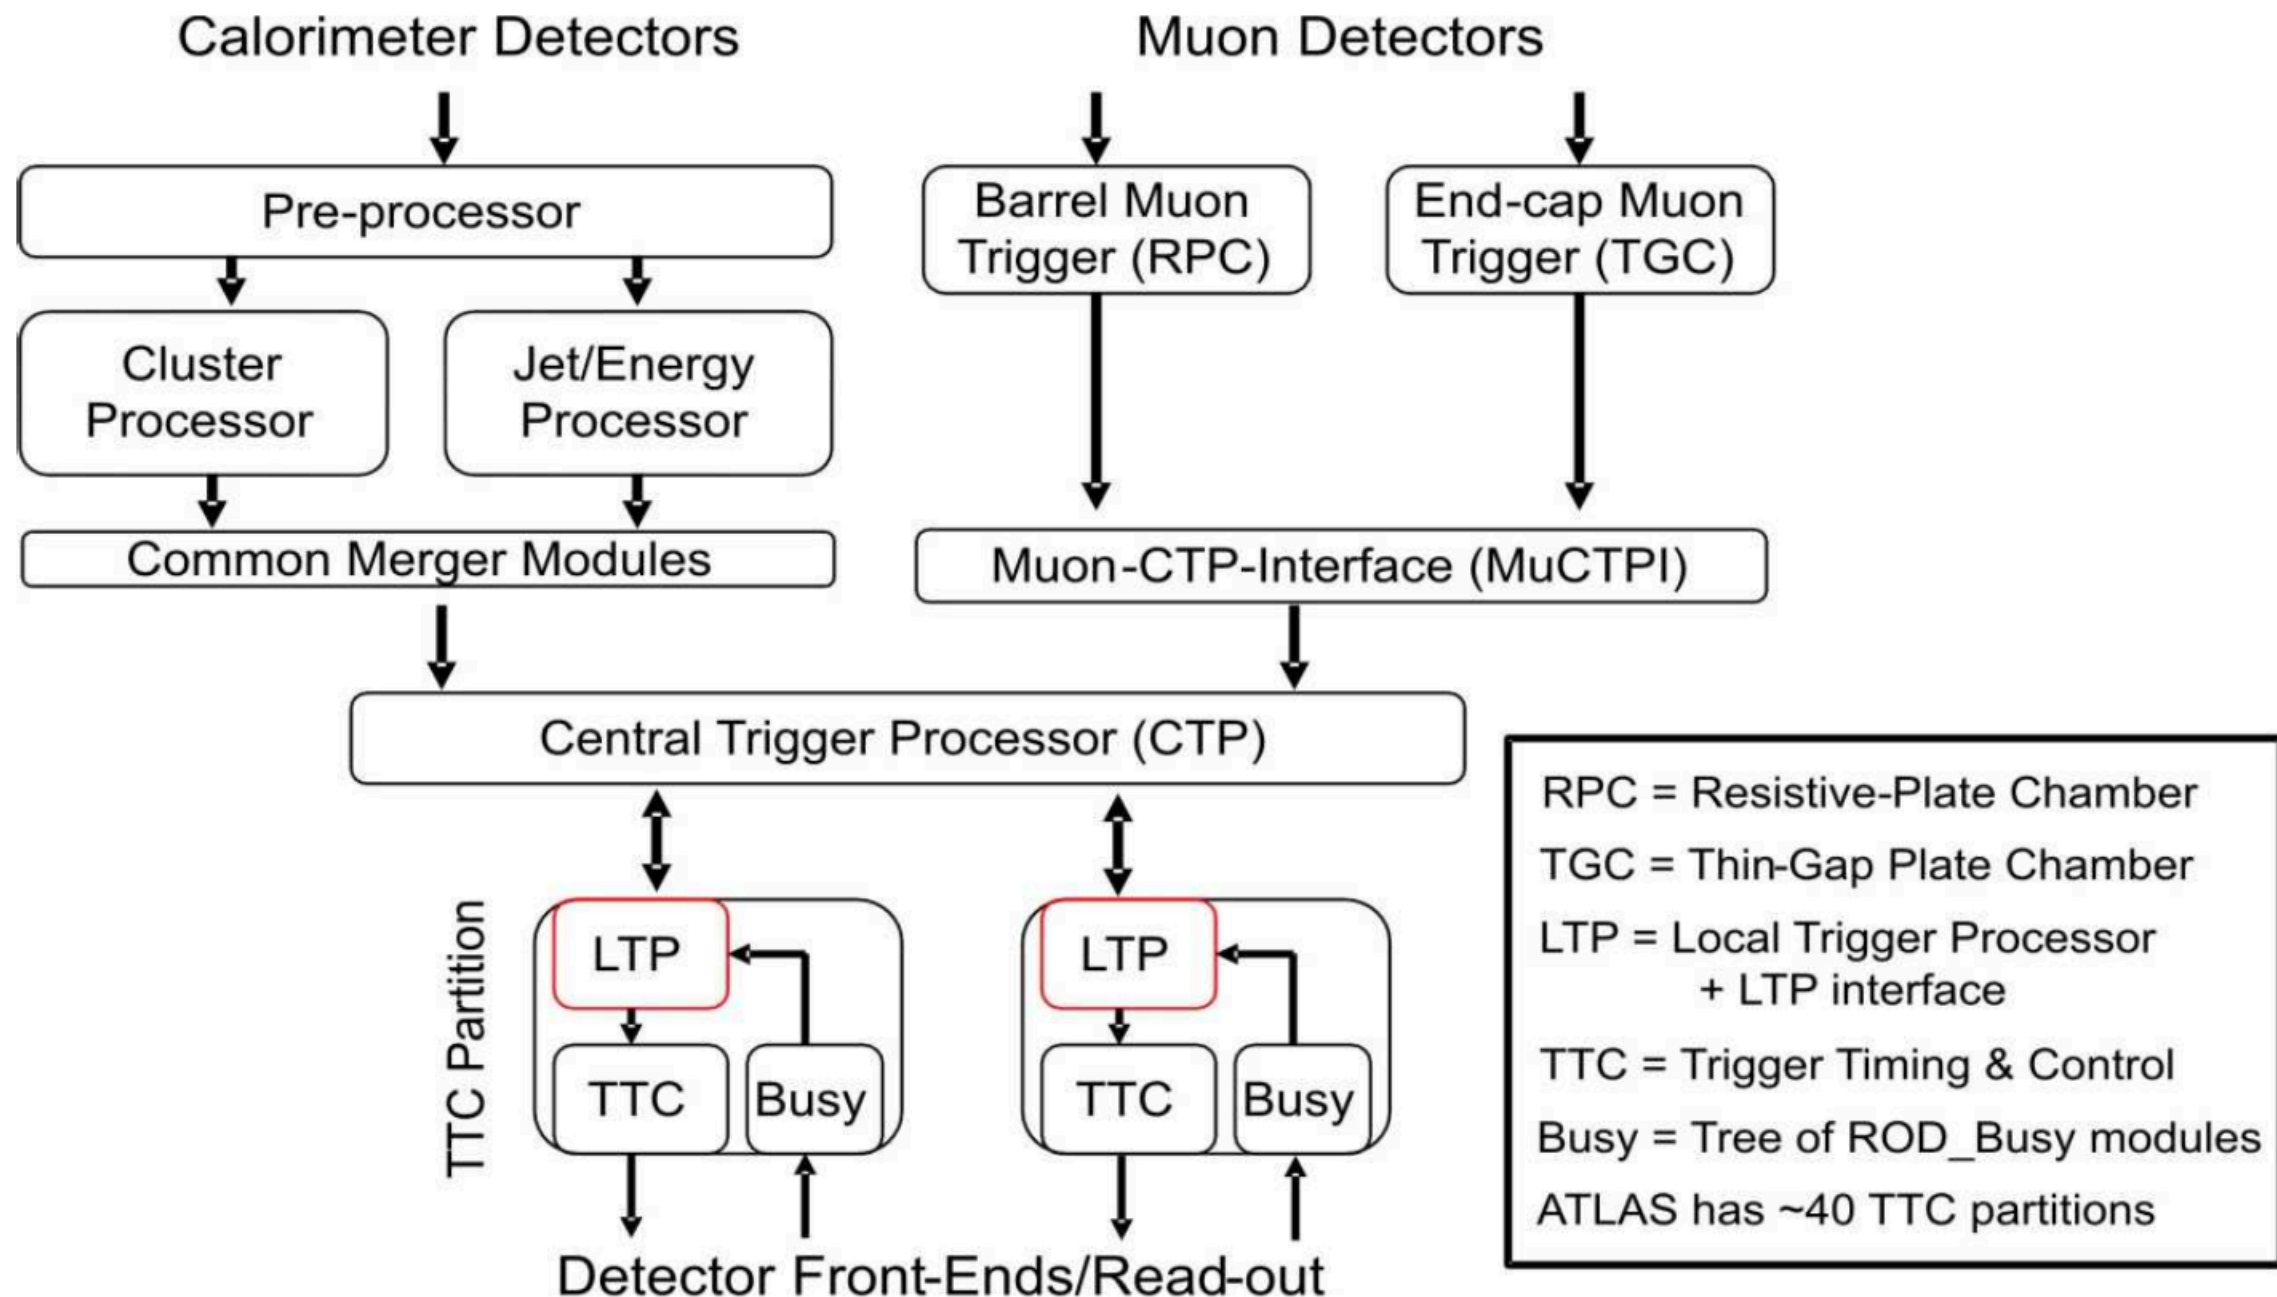 Calorimeter Detectors
Muon Detectors
Pre-processor
Barrel Muon
Trigger (RPC)
End-cap Muon
Trigger (TGC)
Cluster
Processor
Jet/Energy
Processor
Common Merger Modules
Muon-CTP-Interface (MuCTPI)
Central Trigger Processor (CTP)
TTC Partition
LTP
TTC
Busy
LTP
TTC
Busy
Detector Front-Ends/Read-out
RPC = Resistive-Plate Chamber
TGC = Thin-Gap Plate Chamber
LTP = Local Trigger Processor
+ LTP interface
TTC = Trigger Timing & Control
Busy = Tree of ROD_Busy modules
ATLAS has ~40 TTC partitions